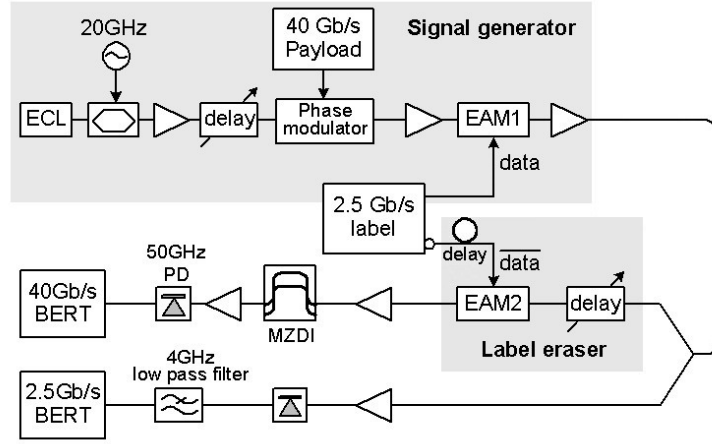 Signal generator
20GHz
40 Gb/s
Payload
ECL
delay
Phase
modulator
EAM1
data
2.5 Gb/s
label
delay
data
50GHz
PD
40Gb/s
BERT
MZDI
EAM2
delay
Label eraser
4GHz
low pass filter
2.5Gb/s
BERT